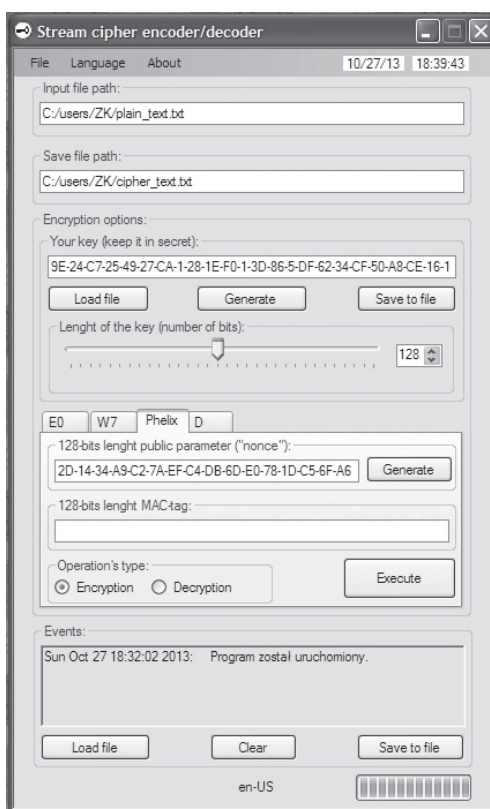 Stream cipher encoder/decoder
File Language About 10/27/13 18:39:43
Input file path:
C:/users/ZK/plain_text.txt
Save file path:
C:/users/ZK/cipher_text.txt
Encryption options:
Your key (keep it in secret):
9E-24-C7-25-49-27-CA-1-28-1E-F0-1-3D-86-5-DF-62-34-CF-50-A8-CE-16-1
Load file Generate Save to file
Lenght of the key (number of bits):
128
E0 W7 Phelix D
128-bits lenght public parameter ("nonce"):
2D-14-34-A9-C2-7A-EF-C4-DB-6D-E0-78-1D-C5-6F-A6 Generate
128-bits lenght MAC-tag:
Operation's type:
Encryption Decryption Execute
Events:
Sun Oct 27 18:32:02 2013: Program został uruchomiony.
Load file Clear Save to file
en-US